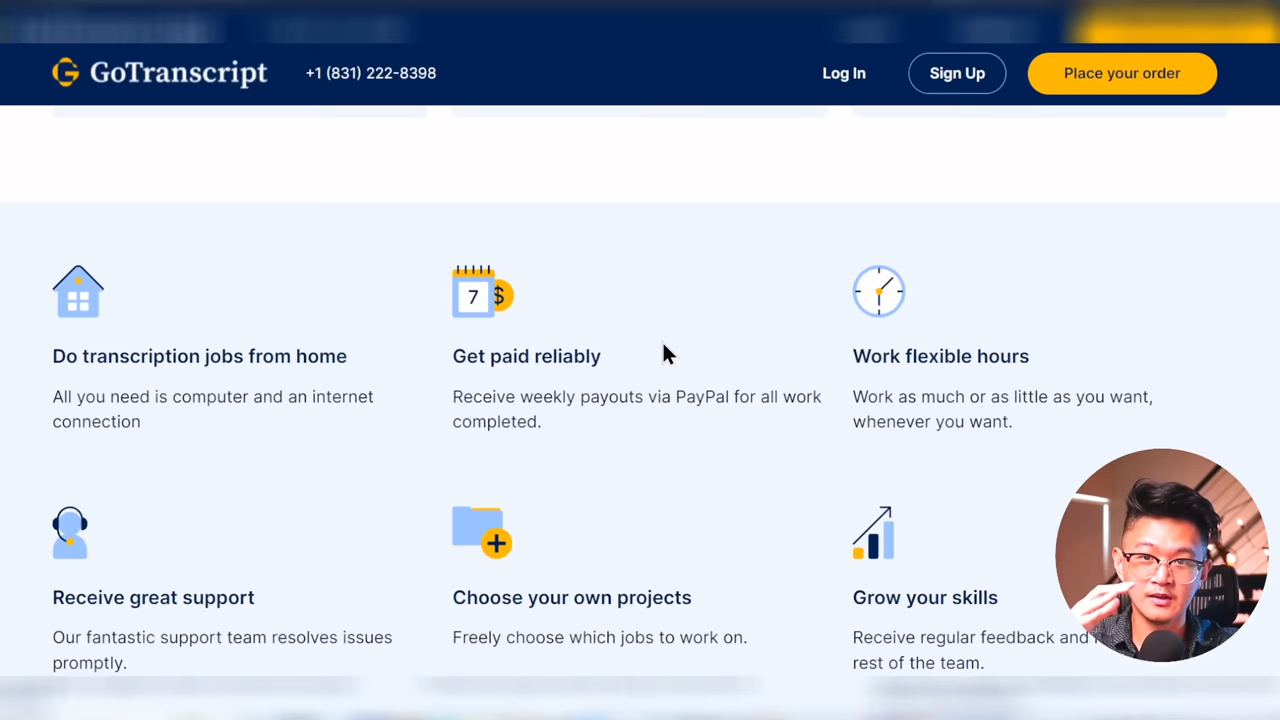 GoTranscript
+1 (831) 222-8398
Log In
Sign Up
Place your order
7 $
Do transcription jobs from home
All you need is computer and an internet
connection
Get paid reliably
Receive weekly payouts via PayPal for all work
completed.
Work flexible hours
Work as much or as little as you want,
whenever you want.
Receive great support
Our fantastic support team resolves issues
promptly.
Choose your own projects
Freely choose which jobs to work on.
Grow your skills
Receive regular feedback and
rest of the team.